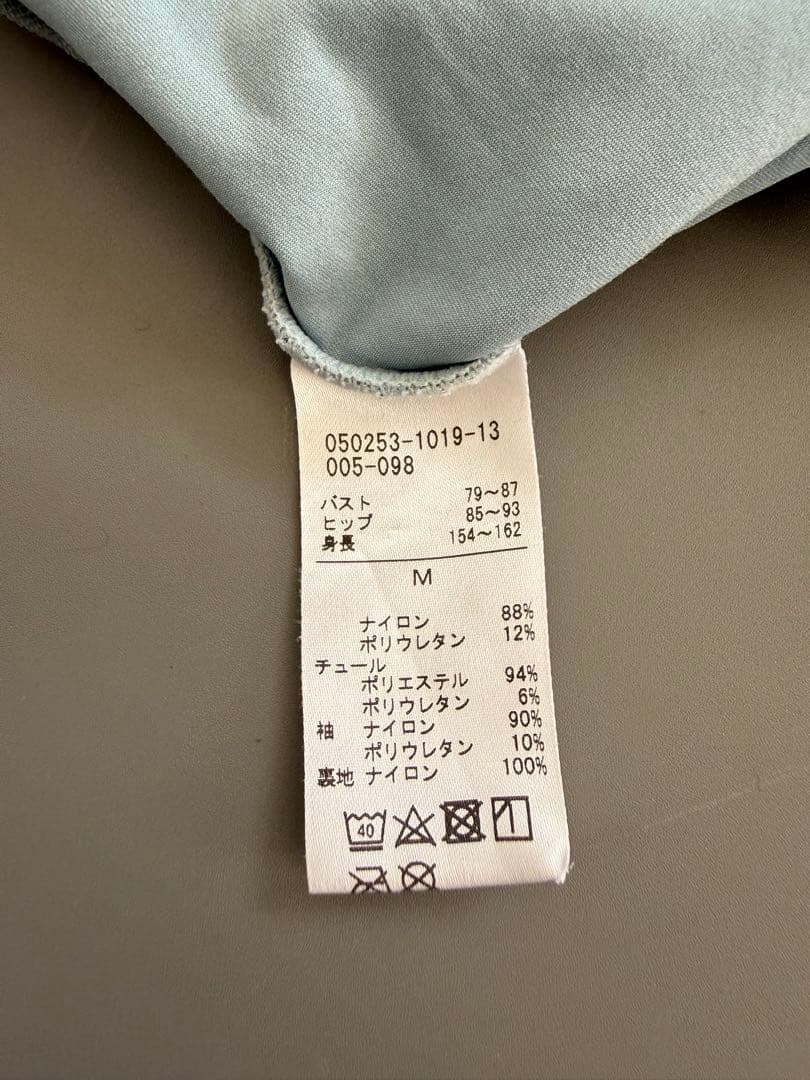 050253-1019-13
005-098
バスト 79～87
ヒップ 85～93
身長 154～162
M
ナイロン 88%
ポリウレタン 12%
チュール
ポリエステル 94%
ポリウレタン 6%
袖 ナイロン 90%
ポリウレタン 10%
裏地 ナイロン 100%
40